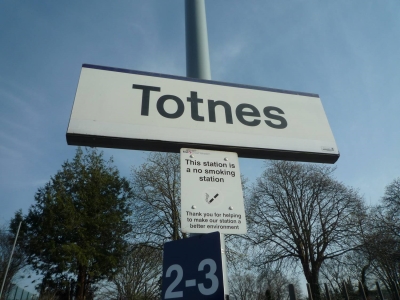 Totnes
This station is
a no smoking
station
Thank you for helping
to make our station a
better environment
2-3